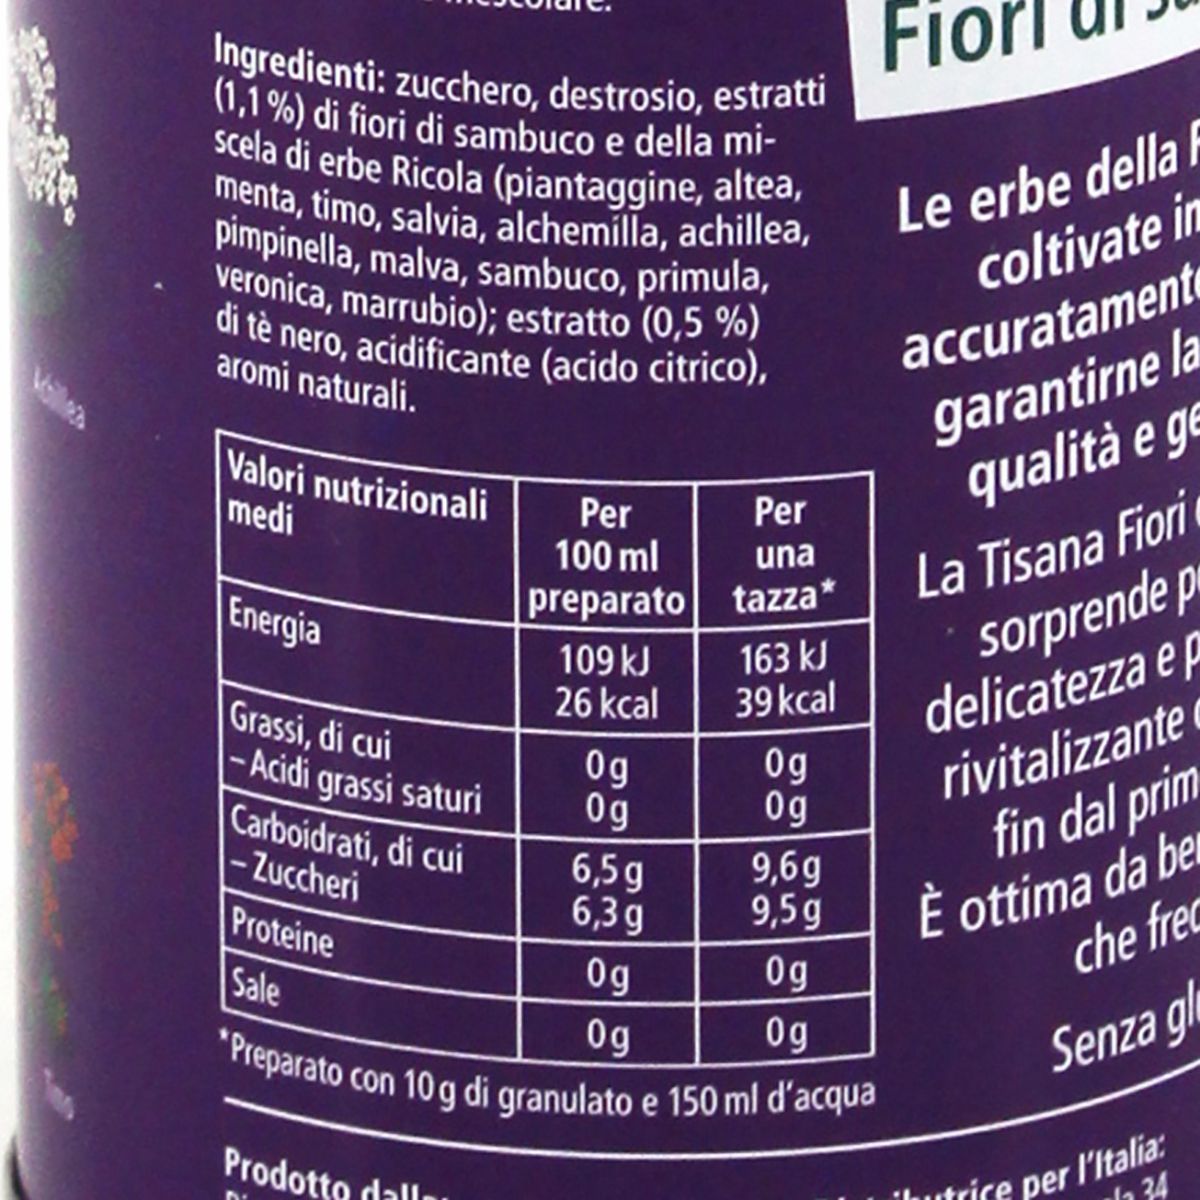 Ingredienti: zucchero, destrosio, estratti
(1,1 %) di fiori di sambuco e della mi-
scela di erbe Ricola (piantaggine, altea,
menta, timo, salvia, alchemilla, achillea,
pimpinella, malva, sambuco, primula,
veronica, marrubio); estratto (0,5 %)
di tè nero, acidificante (acido citrico),
aromi naturali.
Valori nutrizionali medi | Per 100 ml preparato | Per una tazza*
Energia | 109 kJ 26 kcal | 163 kJ 39 kcal
Grassi, di cui | 0 g | 0 g
– Acidi grassi saturi | 0 g | 0 g
Carboidrati, di cui | 6,5 g | 9,6 g
– Zuccheri | 6,3 g | 9,5 g
Proteine | 0 g | 0 g
Sale | 0 g | 0 g
*Preparato con 10 g di granulato e 150 ml d'acqua
Prodotto
per l'Italia:
34
Fiori di
Le erbe della
coltivate
accuratament
garantirne la
qualità e
La Tisana Fiori
sorprende
delicatezza e
rivitalizzante
fin dal prim
È ottima da
che
Senza
Achillea
Timo